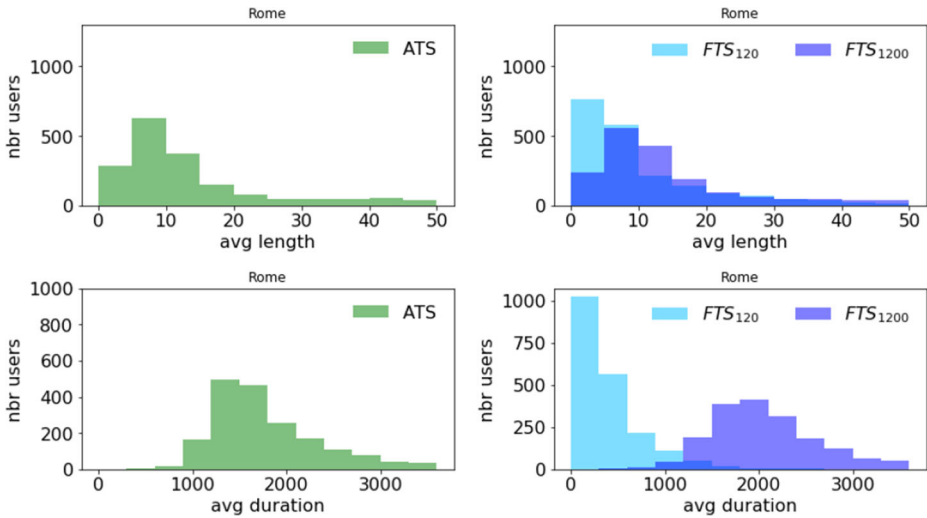 Rome
ATS
nbr users
1000
500
0
0 10 20 30 40 50
avg length
Rome
FTS120 FTS1200
nbr users
1000
500
0
0 10 20 30 40 50
avg length
Rome
ATS
nbr users
1000
800
600
400
200
0
0 1000 2000 3000
avg duration
Rome
FTS120 FTS1200
nbr users
1000
750
500
250
0
0 1000 2000 3000
avg duration